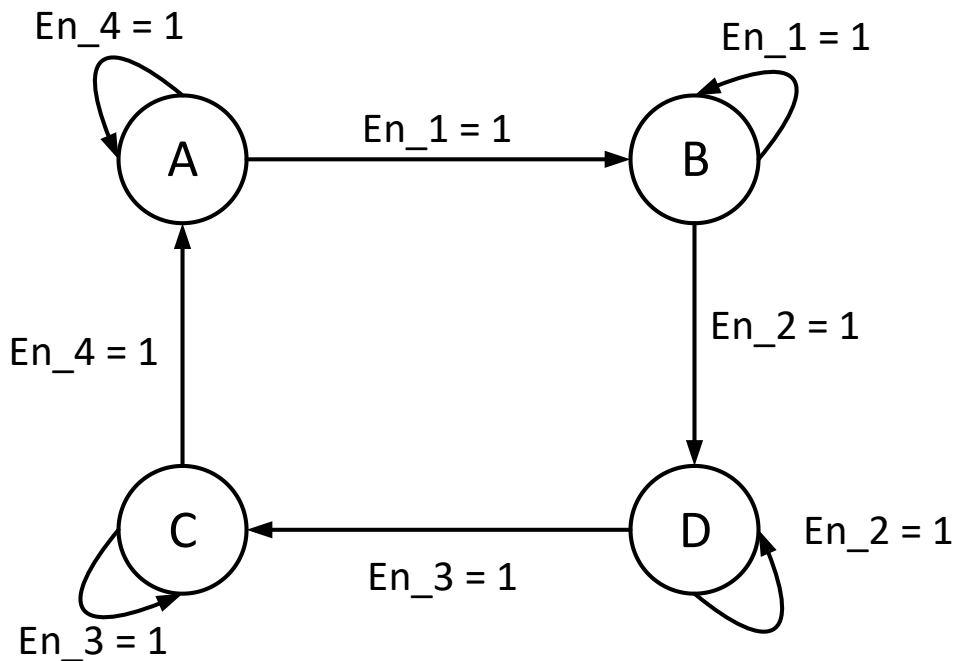 En_4 = 1
En_1 = 1
En_1 = 1
A
B
En_2 = 1
En_4 = 1
C
D
En_2 = 1
En_3 = 1
En_3 = 1